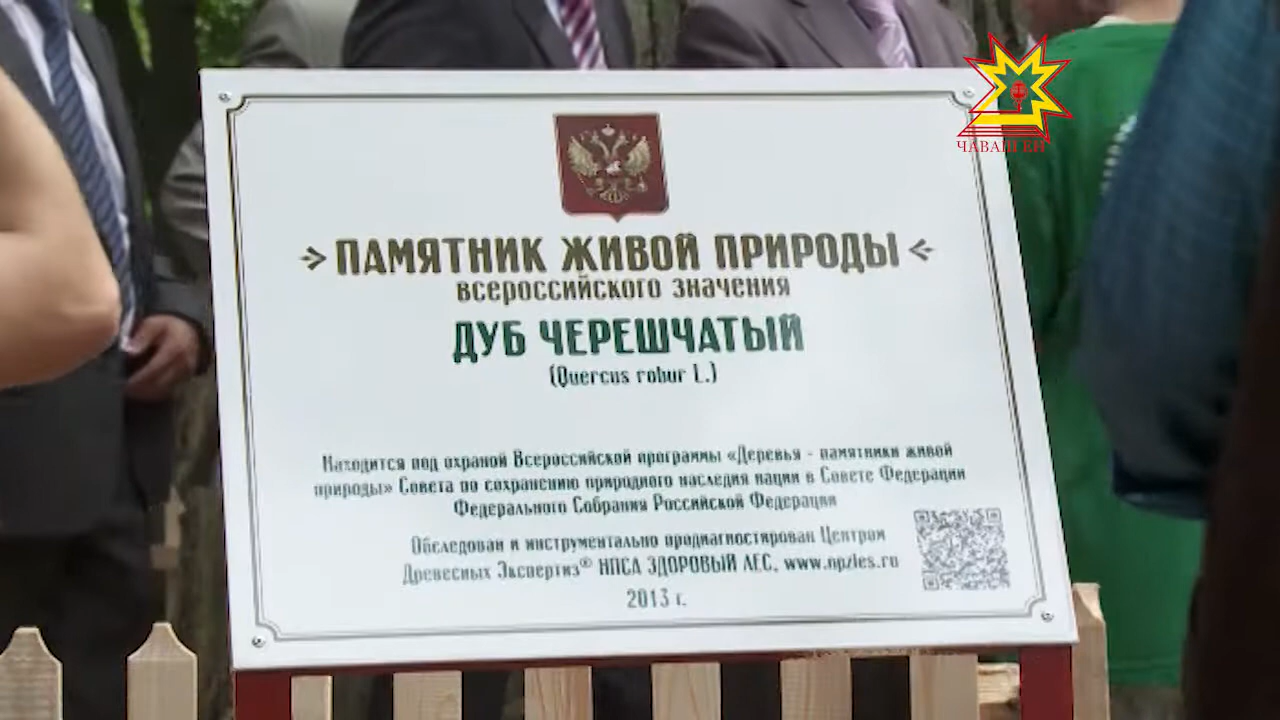 ЧАВАШ ЕН
ПАМЯТНИК ЖИВОЙ ПРИРОДЫ
всероссийского значения
ДУБ ЧЕРЕШЧАТЫЙ
(Quercus robur L.)
Находится под охраной Всероссийской программы «Деревья - памятники живой
природы» Совета по сохранению природного наследия нации в Совете Федерации
Федерального Собрания Российской Федерации
Обследован и инструментально продиагностирован Центром
Древесных Экспертиз® НПСА ЗДОРОВЫЙ ЛЕС, www.npzles.ru
2013 г.